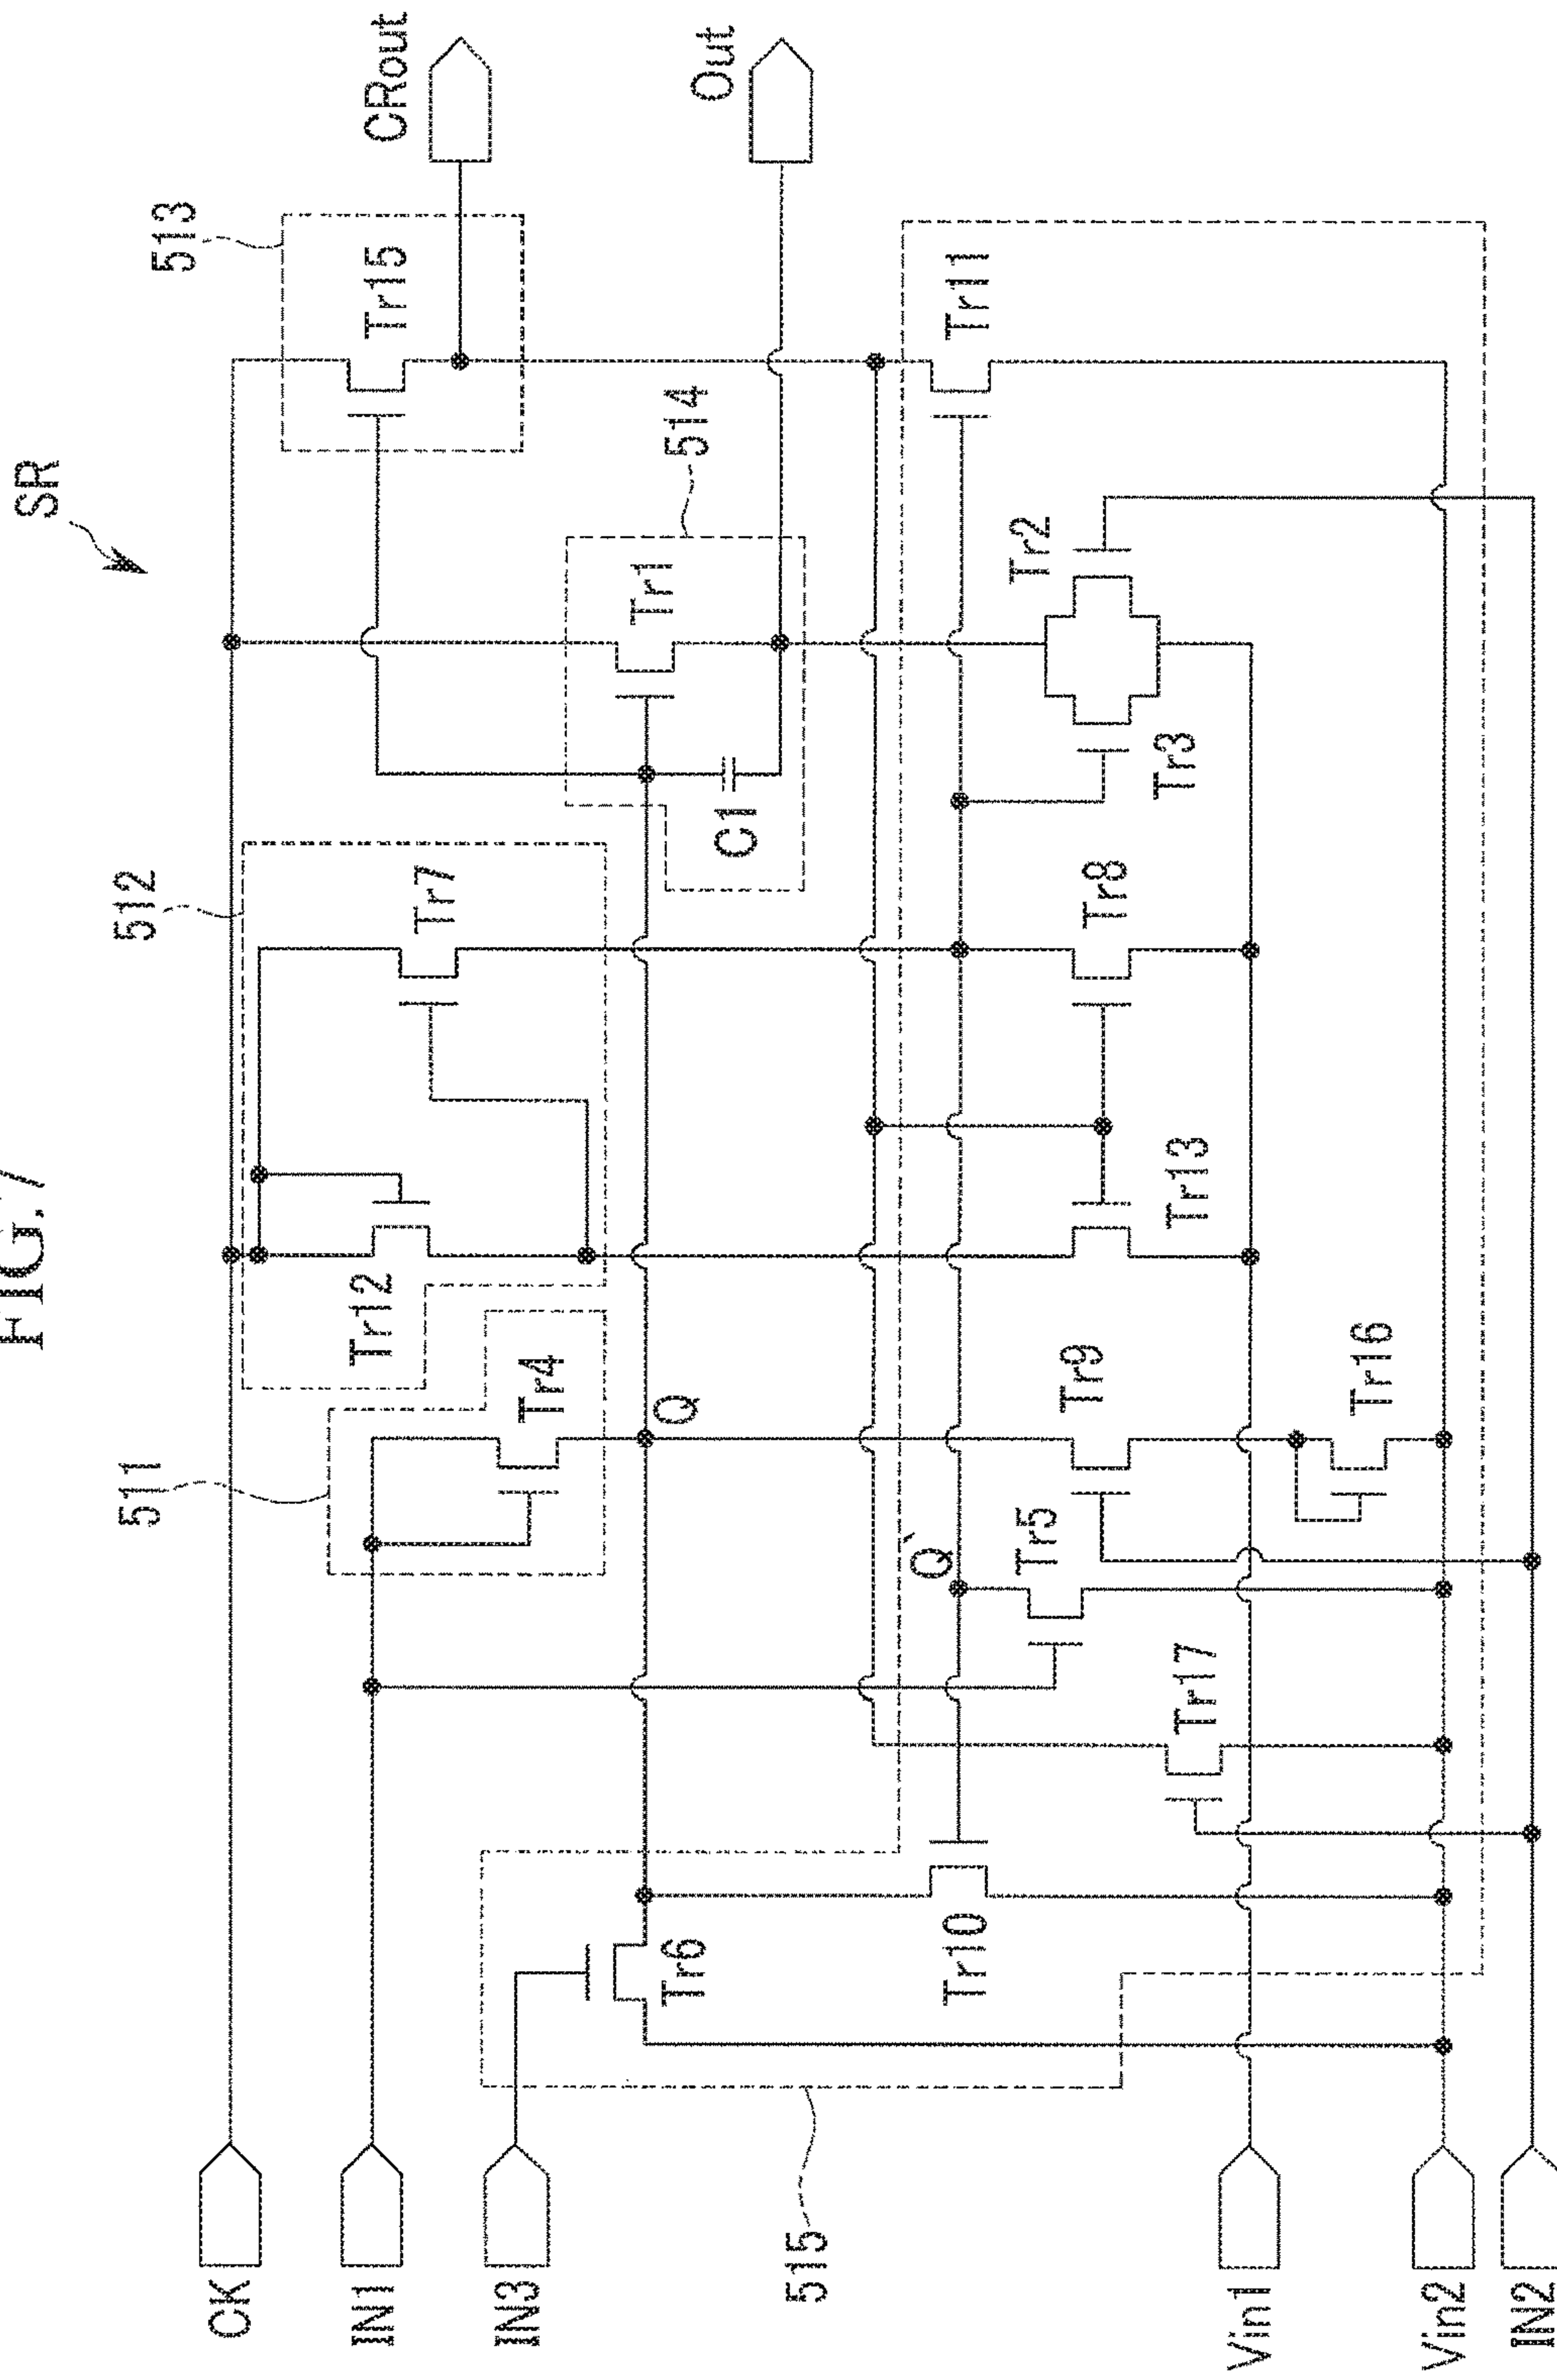 FIG.7
SR
CRout
Out
513
Tr15
514
Tr1
C1
Tr11
512
Tr7
Tr12
Tr2
Tr3
Tr8
Tr13
511
Tr4
Q
Tr9
Tr16
Q`
Tr5
Tr17
Tr6
Tr10
515
CK
IN1
IN3
Vin1
Vin2
IN2